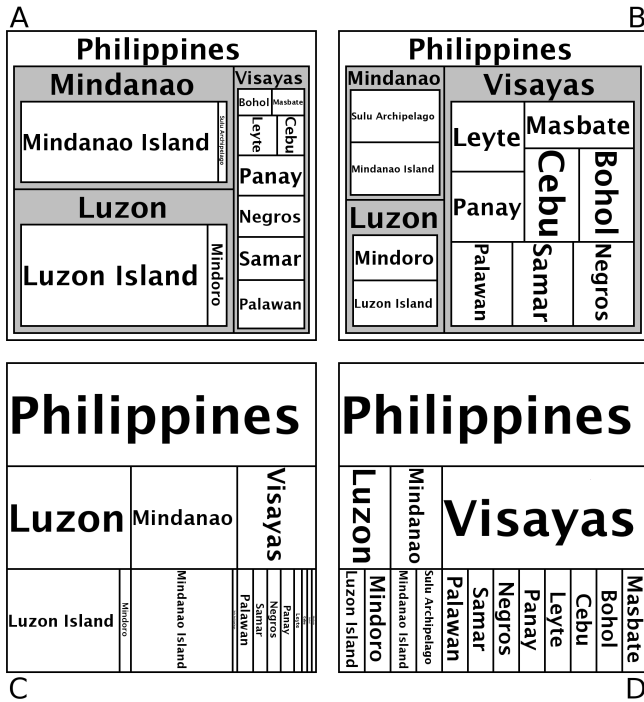 A
B
Philippines
Mindanao
Visayas
Mindanao Island
Sulu Archipelago
Bohol
Masbate
Leyte
Cebu
Panay
Luzon
Negros
Luzon Island
Mindoro
Samar
Palawan
Philippines
Mindanao
Visayas
Sulu Archipelago
Mindanao Island
Leyte
Masbate
Panay
Cebu
Bohol
Luzon
Mindoro
Luzon Island
Palawan
Samar
Negros
Philippines
Luzon
Mindanao
Visayas
Luzon Island
Mindoro
Mindanao Island
Palawan
Samar
Negros
Panay
Leyte
Philippines
Luzon
Mindanao
Visayas
Luzon Island
Mindoro
Mindanao Island
Sulu Archipelago
Palawan
Samar
Negros
Panay
Leyte
Cebu
Bohol
Masbate
C
D